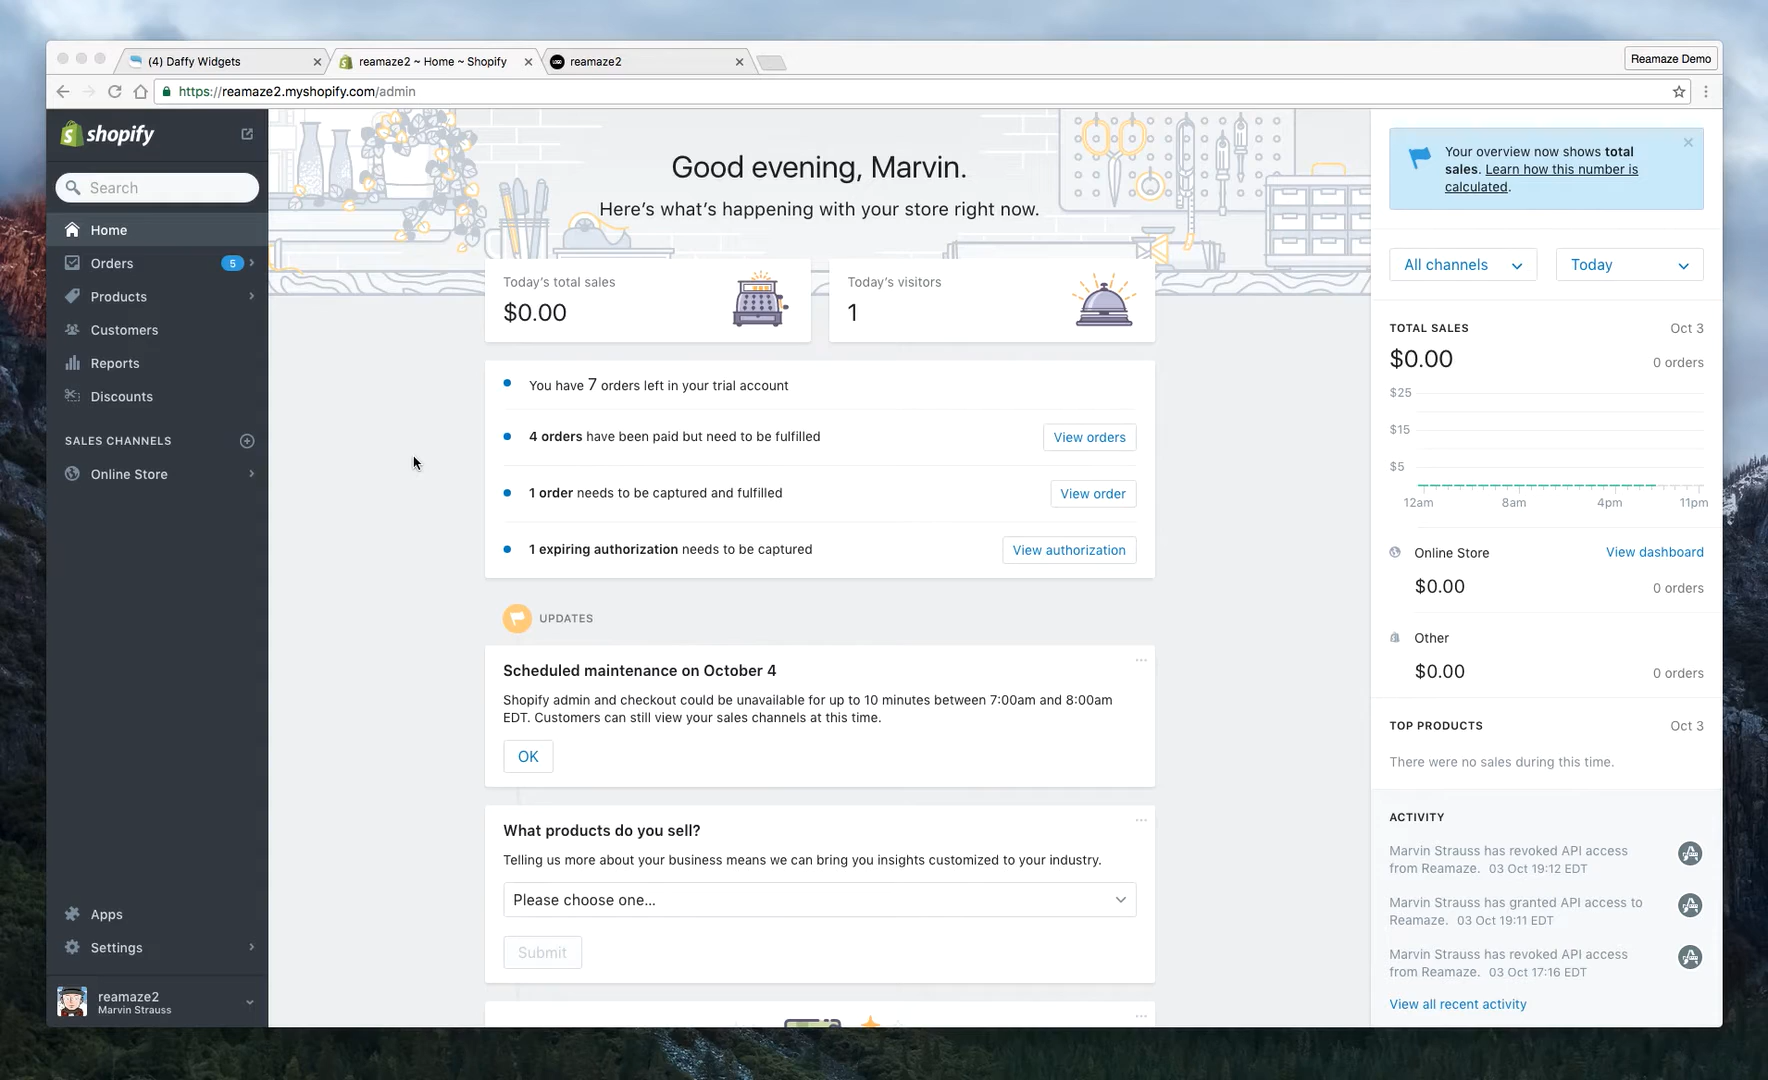 (4) Daffy Widgets
reamaze2 ~ Home ~ Shopify
reamaze2
Reamaze Demo
https://reamaze2.myshopify.com/admin
shopify
Search
Home
Orders 5
Products
Customers
Reports
Discounts
SALES CHANNELS
Online Store
Apps
Settings
reamaze2
Marvin Strauss
Good evening, Marvin.
Here's what's happening with your store right now.
Today's total sales
$0.00
Today's visitors
1
You have 7 orders left in your trial account
4 orders have been paid but need to be fulfilled
View orders
1 order needs to be captured and fulfilled
View order
1 expiring authorization needs to be captured
View authorization
UPDATES
Scheduled maintenance on October 4
Shopify admin and checkout could be unavailable for up to 10 minutes between 7:00am and 8:00am
EDT. Customers can still view your sales channels at this time.
OK
What products do you sell?
Telling us more about your business means we can bring you insights customized to your industry.
Please choose one...
Submit
Your overview now shows total
sales. Learn how this number is
calculated.
All channels
Today
TOTAL SALES
Oct 3
$0.00
0 orders
$25
$15
$5
12am 8am 4pm 11pm
Online Store
View dashboard
$0.00
0 orders
Other
$0.00
0 orders
TOP PRODUCTS
Oct 3
There were no sales during this time.
ACTIVITY
Marvin Strauss has revoked API access
from Reamaze. 03 Oct 19:12 EDT
Marvin Strauss has granted API access to
Reamaze. 03 Oct 19:11 EDT
Marvin Strauss has revoked API access
from Reamaze. 03 Oct 17:16 EDT
View all recent activity